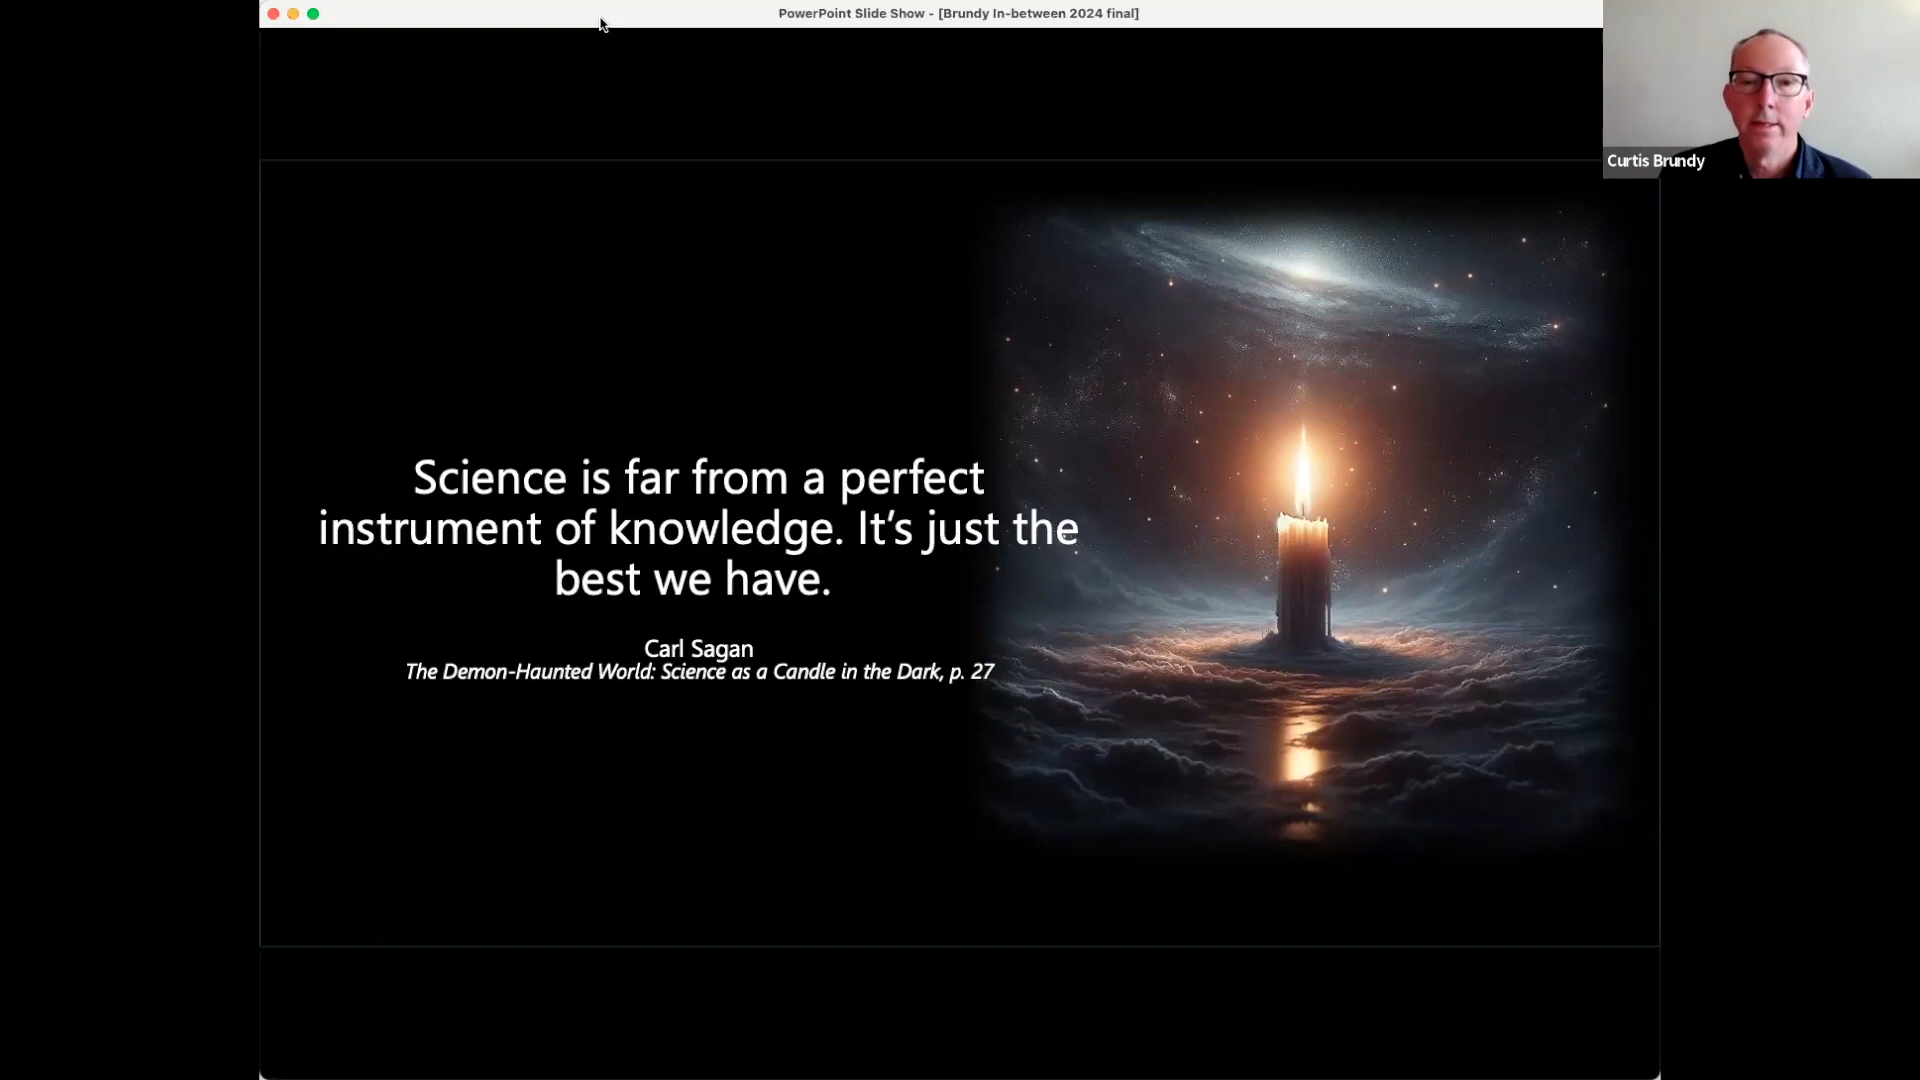 PowerPoint Slide Show - [Brundy In-between 2024 final]
Curtis Brundy
Science is far from a perfect
instrument of knowledge. It’s just the
best we have.
Carl Sagan
The Demon-Haunted World: Science as a Candle in the Dark, p. 27